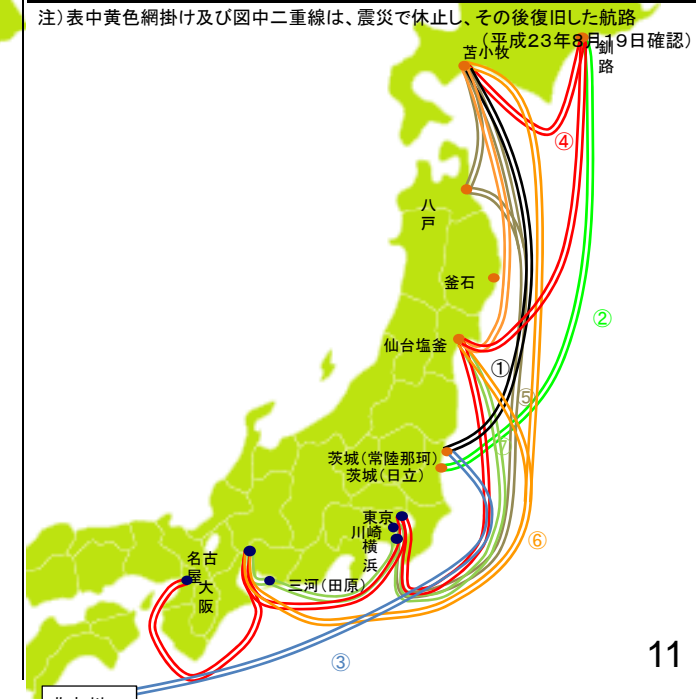 注)表中黄色網掛け及び図中二重線は、震災で休止し、その後復旧した航路
(平成23年8月19日確認)
苫小牧
釧路
④
八戸
釜石
②
仙台塩釜
①
⑤
⑦
茨城(常陸那珂)
茨城(日立)
東京
川崎
横浜
⑥
名古屋
大阪
三河(田原)
③
11